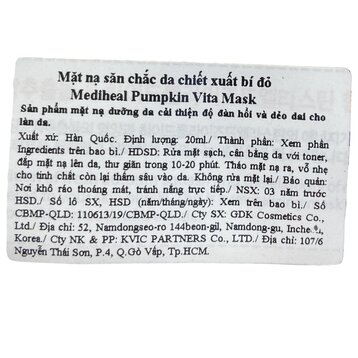 Mặt nạ săn chắc da chiết xuất bí đỏ
Mediheal Pumpkin Vita Mask
Sản phẩm mặt nạ dưỡng da cải thiện độ đàn hồi và dẻo dai cho
làn da.
Xuất xứ: Hàn Quốc. Định lượng: 20ml./ Thành phần: Xem phần
Ingredients trên bao bì./ HDSD: Rửa mặt sạch, cân bằng da với toner,
đắp mặt nạ lên da, thư giãn trong 10-20 phút. Tháo mặt nạ ra, vỗ nhẹ
cho tinh chất còn lại thấm sâu vào da. Không rửa mặt lại./ Bảo quản:
Nơi khô ráo thoáng mát, tránh nắng trực tiếp./ NSX: 03 năm trước
HSD./ Số lô SX, HSD (năm/tháng/ngày): Xem trên bao bì./ Số
CBMP-QLD: 110613/19/CBMP-QLD./ Cty SX: GDK Cosmetics Co.,
Ltd./ Địa chỉ: 52, Namdongseo-ro 144beon-gil, Namdong-gu, Incheon,
Korea./ Cty NK & PP: KVIC PARTNERS Co., LTD./ Địa chỉ: 107/6
Nguyễn Thái Sơn, P.4, Q.Gò Vấp, Tp.HCM.